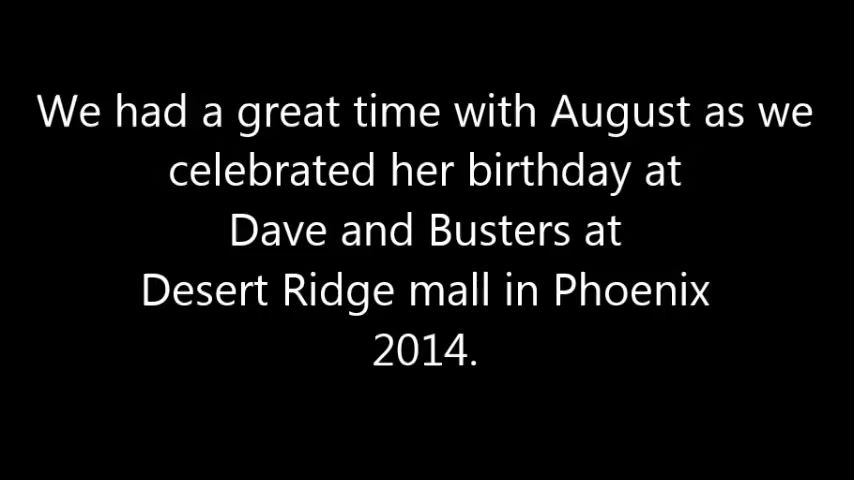 We had a great time with August as we
celebrated her birthday at
Dave and Busters at
Desert Ridge mall in Phoenix
2014.